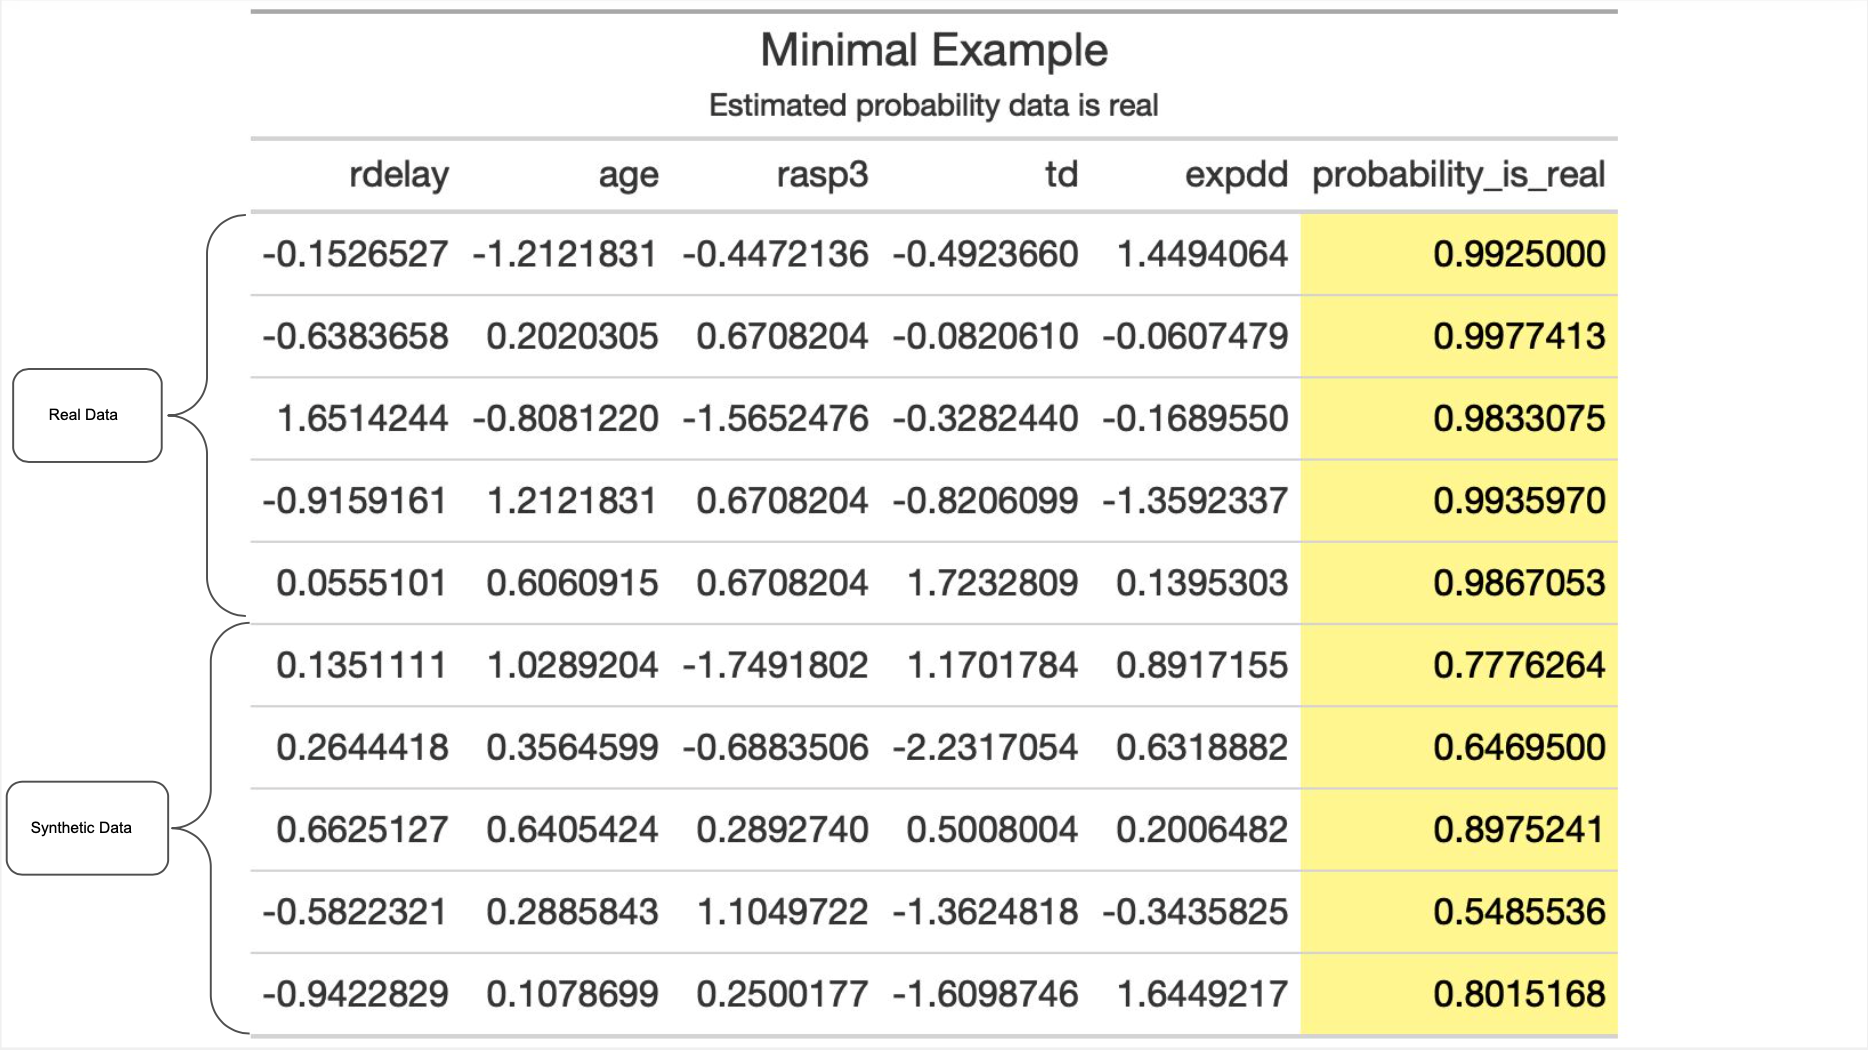 Minimal Example
Estimated probability data is real
rdelay age rasp3 td expdd probability_is_real
-0.1526527 -1.2121831 -0.4472136 -0.4923660 1.4494064 0.9925000
-0.6383658 0.2020305 0.6708204 -0.0820610 -0.0607479 0.9977413
Real Data
1.6514244 -0.8081220 -1.5652476 -0.3282440 -0.1689550 0.9833075
-0.9159161 1.2121831 0.6708204 -0.8206099 -1.3592337 0.9935970
0.0555101 0.6060915 0.6708204 1.7232809 0.1395303 0.9867053
0.1351111 1.0289204 -1.7491802 1.1701784 0.8917155 0.7776264
0.2644418 0.3564599 -0.6883506 -2.2317054 0.6318882 0.6469500
Synthetic Data
0.6625127 0.6405424 0.2892740 0.5008004 0.2006482 0.8975241
-0.5822321 0.2885843 1.1049722 -1.3624818 -0.3435825 0.5485536
-0.9422829 0.1078699 0.2500177 -1.6098746 1.6449217 0.8015168